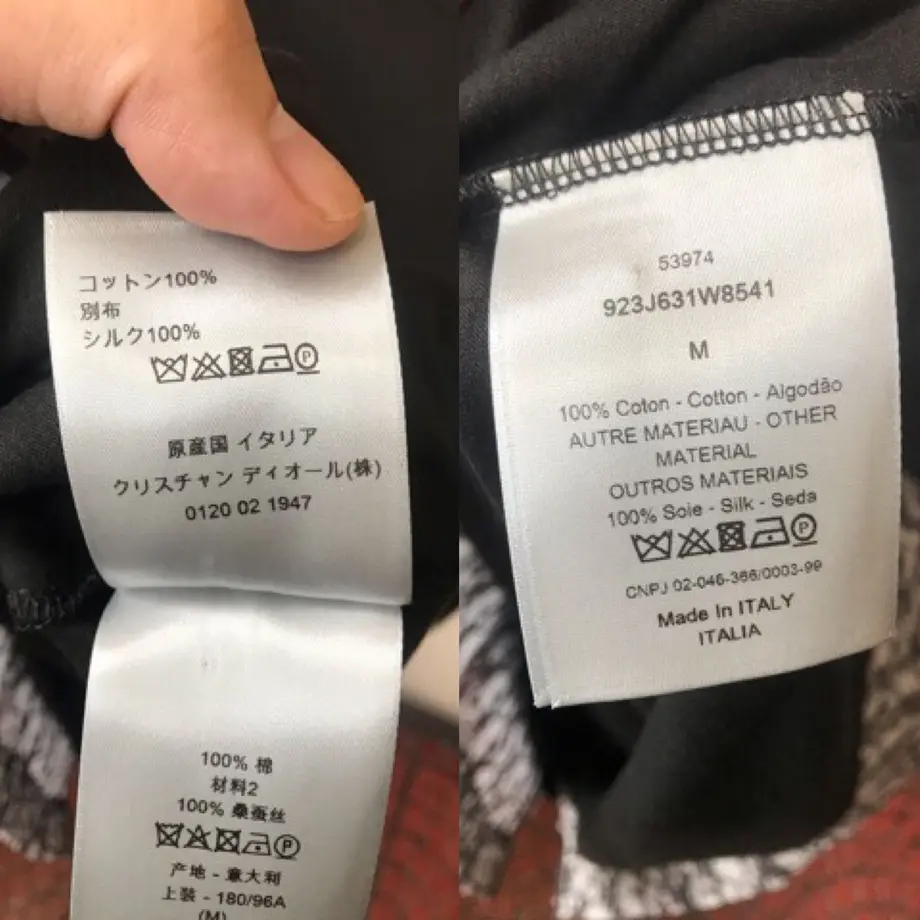 コットン100%
別布
シルク100%
P
原産国 イタリア
クリスチャン ディオール(株)
0120 02 1947
100% 棉
材料2
100% 桑蚕丝
P
产地 - 意大利
上装 - 180/96A
(M)
53974
923J631W8541
M
100% Coton - Cotton - Algodão
AUTRE MATERIAU - OTHER
MATERIAL
OUTROS MATERIAIS
100% Soie - Silk - Seda
P
CNPJ 02-046-366/0003-99
Made In ITALY
ITALIA